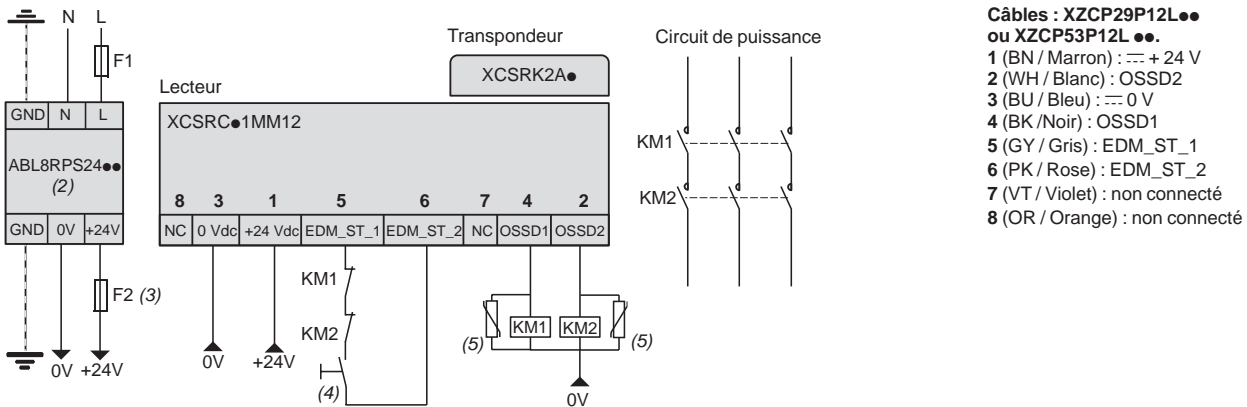 N L
F1
GND N L
ABL8RPS24●●
(2)
GND 0V +24V
F2 (3)
0V +24V
Transpondeur
XCSRK2A●
Lecteur
XCSRC●1MM12
8 3 1 5 6 7 4 2
NC 0 Vdc +24 Vdc EDM_ST_1 EDM_ST_2 NC OSSD1 OSSD2
KM1
KM2
(4)
0V +24V
KM1 KM2
(5) (5)
0V
Circuit de puissance
KM1
KM2
Câbles : XZCP29P12L●●
ou XZCP53P12L ●●.
1 (BN / Marron) : ⎓ + 24 V
2 (WH / Blanc) : OSSD2
3 (BU / Bleu) : ⎓ 0 V
4 (BK /Noir) : OSSD1
5 (GY / Gris) : EDM_ST_1
6 (PK / Rose) : EDM_ST_2
7 (VT / Violet) : non connecté
8 (OR / Orange) : non connecté